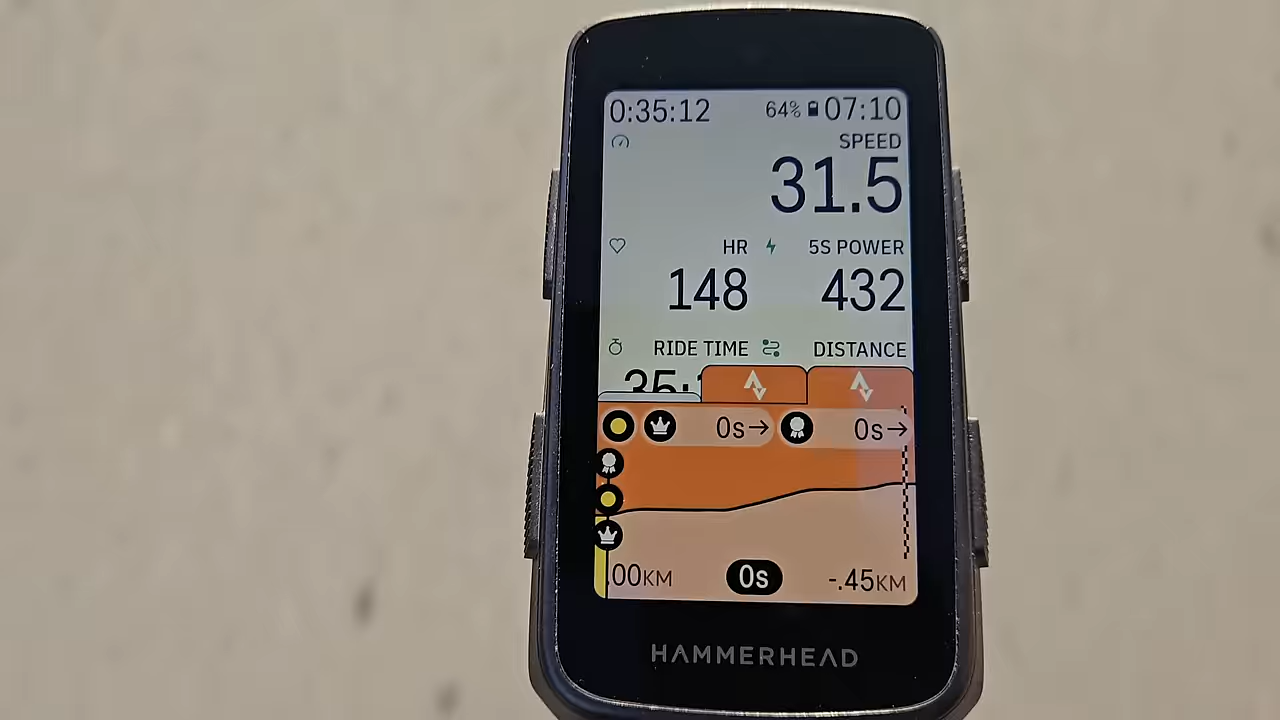 0:35:12 64% 07:10
SPEED
31.5
HR 5S POWER
148 432
RIDE TIME DISTANCE
35:
0s→ 0s→
.00KM 0s -.45KM
HAMMERHEAD